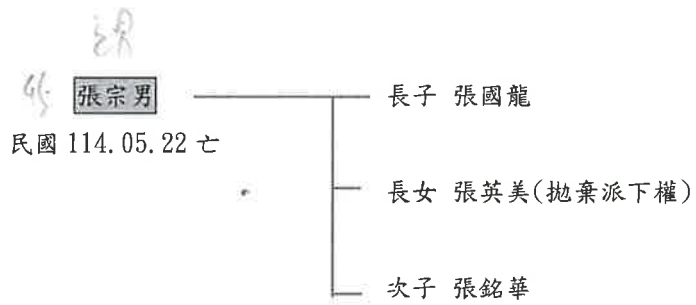 張宗男
長子 張國龍
民國 114.05.22 亡
長女 張英美(拋棄派下權)
次子 張銘華